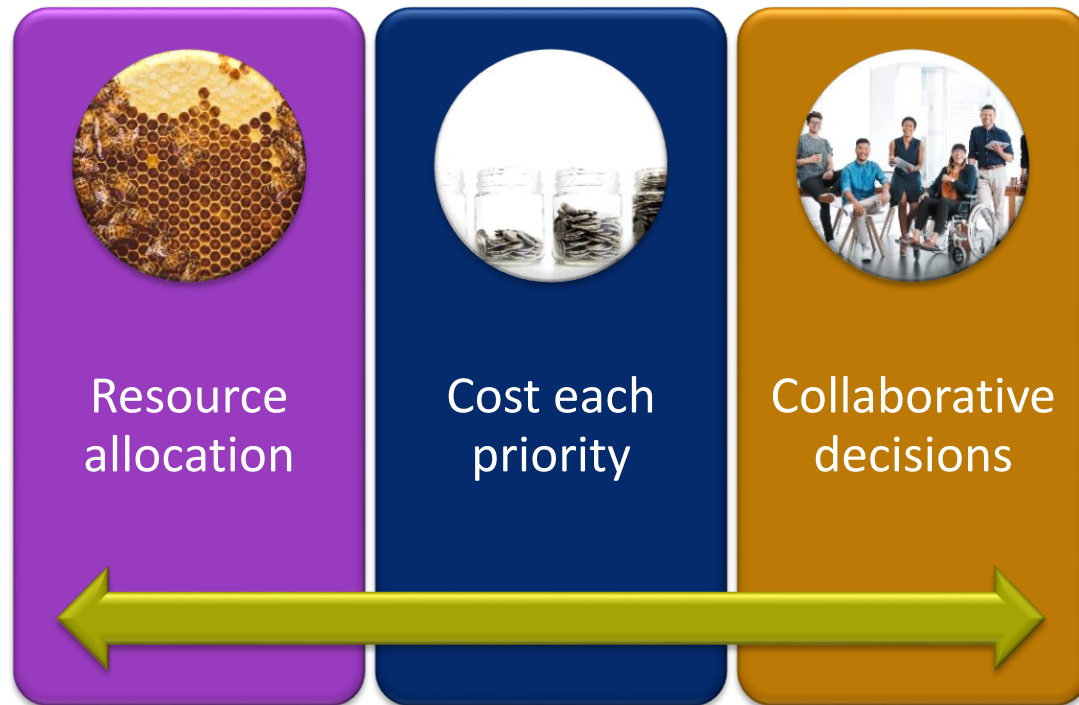 Resource
allocation
Cost each
priority
Collaborative
decisions